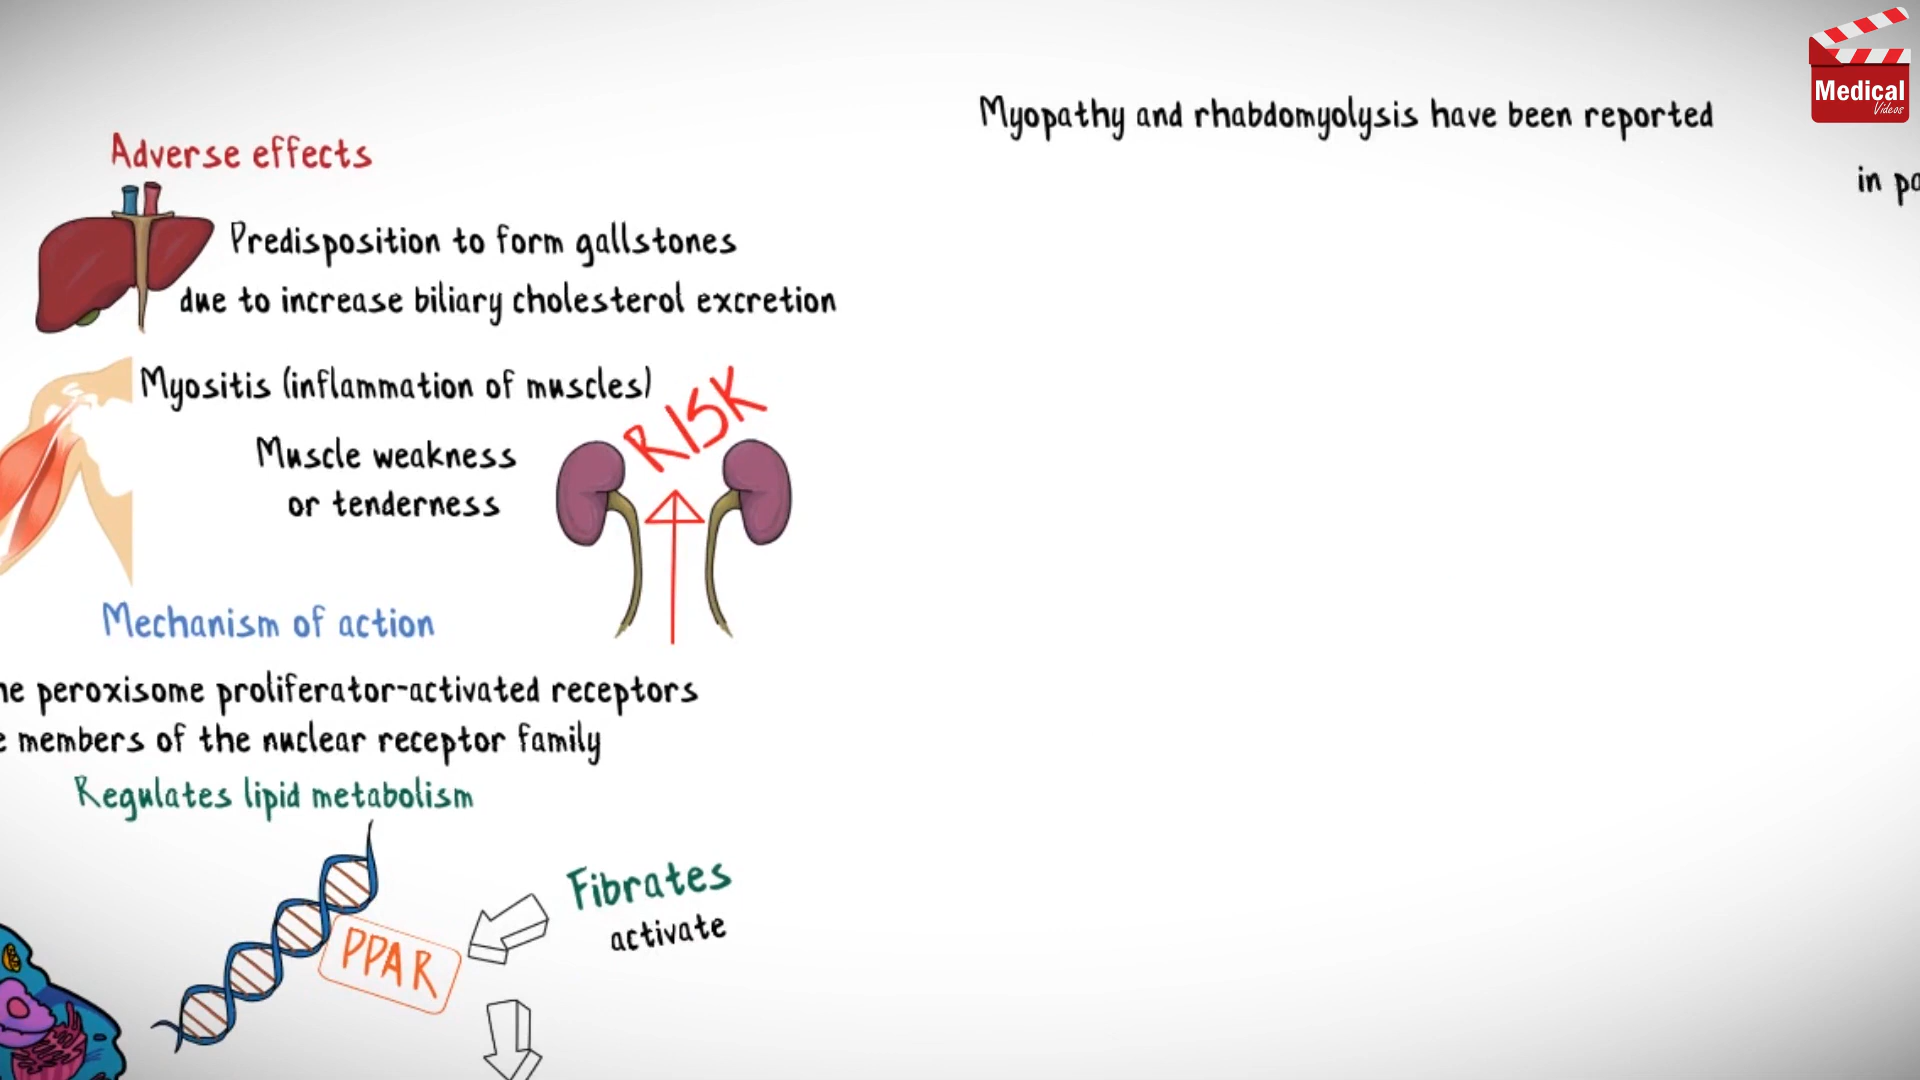 Medical
Videos
Myopathy and rhabdomyolysis have been reported
in
Adverse effects
Predisposition to form gallstones
due to increase biliary cholesterol excretion
Myositis (inflammation of muscles)
RISK
Muscle weakness
or tenderness
Mechanism of action
peroxisome proliferator-activated receptors
members of the nuclear receptor family
Regulates lipid metabolism
Fibrates
activate
PPAR